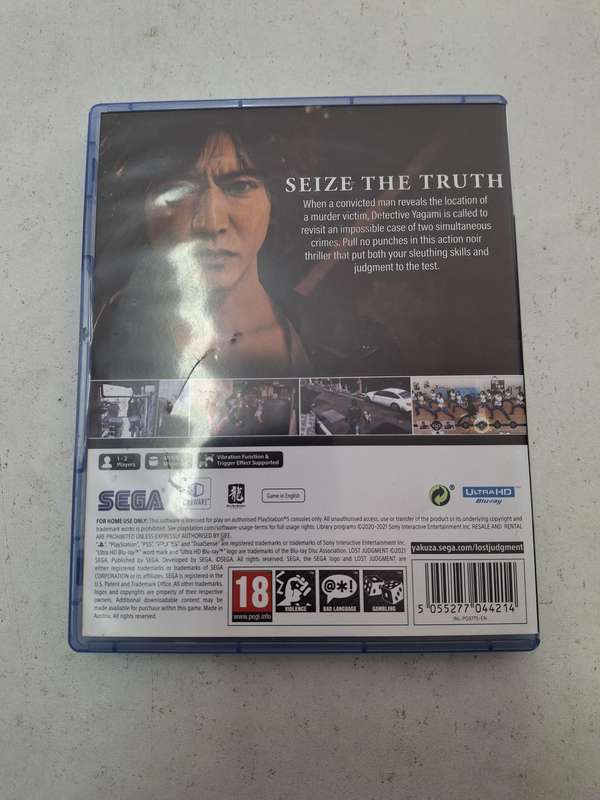 SEIZE THE TRUTH
When a convicted man reveals the location of
a murder victim, Detective Yagami is called to
revisit an impossible case of two simultaneous
crimes. Pull no punches in this action noir
thriller that put both your sleuthing skills and
judgment to the test.
1 - 2
Players
Vibration Function &
Trigger Effect Supported
SEGA
CRIWARE
龍
Game in English
ULTRA HD
Blu-ray
FOR HOME USE ONLY: This software is licensed for play on authorised PlayStation®5 consoles only. All unauthorised access, use or transfer of the product or its underlying copyright and
trademark works is prohibited. See playstation.com/software-usage-terms for full usage rights. Library programs ©2020-2021 Sony Interactive Entertainment Inc. RESALE AND RENTAL
ARE PROHIBITED UNLESS EXPRESSLY AUTHORISED BY SIEE.
"PlayStation", "PS5", and "DualSense" are registered trademarks or trademarks of Sony Interactive Entertainment Inc.
"Ultra HD Blu-ray™" word mark and "Ultra HD Blu-ray™" logo are trademarks of the Blu-ray Disc Association. LOST JUDGMENT ©2021
SEGA. Published by SEGA. Developed by SEGA. ©SEGA. All rights reserved. SEGA, the SEGA logo and LOST JUDGMENT are
either registered trademarks or trademarks of SEGA
CORPORATION or its affiliates. SEGA is registered in the
U.S. Patent and Trademark Office. All other trademarks,
logos and copyrights are property of their respective
owners. Additional downloadable content may be
made available for purchase within this game. Made in
Austria. All rights reserved.
yakuza.sega.com/lostjudgment
18
www.pegi.info
VIOLENCE
@*!
BAD LANGUAGE
GAMBLING
5 055277 044214
INL-PG3775-EN